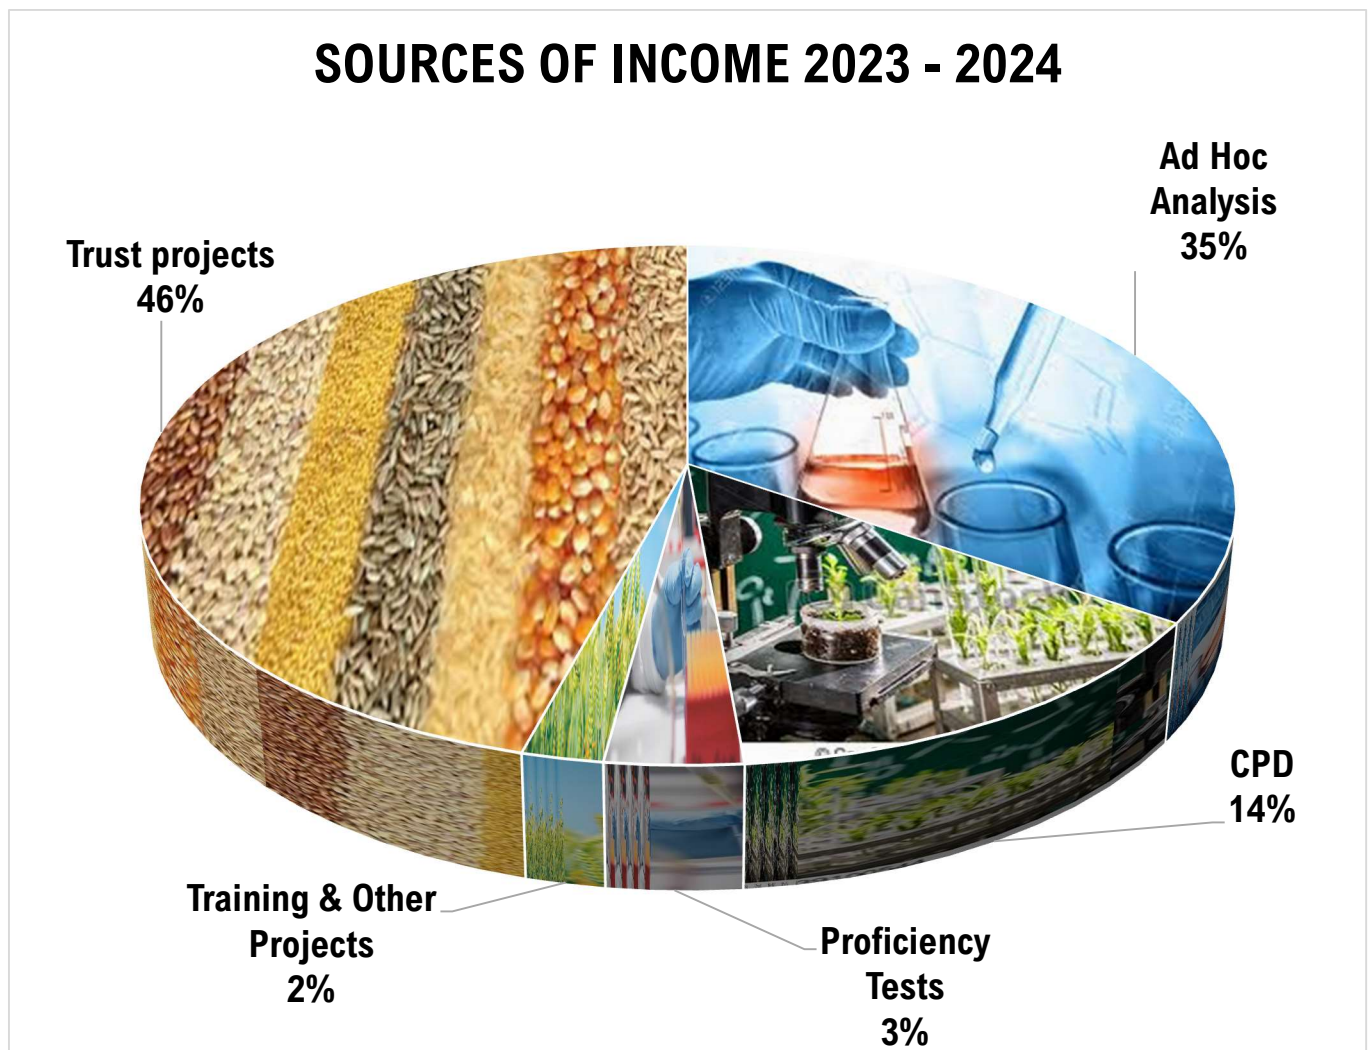 SOURCES OF INCOME 2023 - 2024
Ad Hoc
Analysis
35%
Trust projects
46%
CPD
14%
Training & Other
Projects
2%
Proficiency
Tests
3%